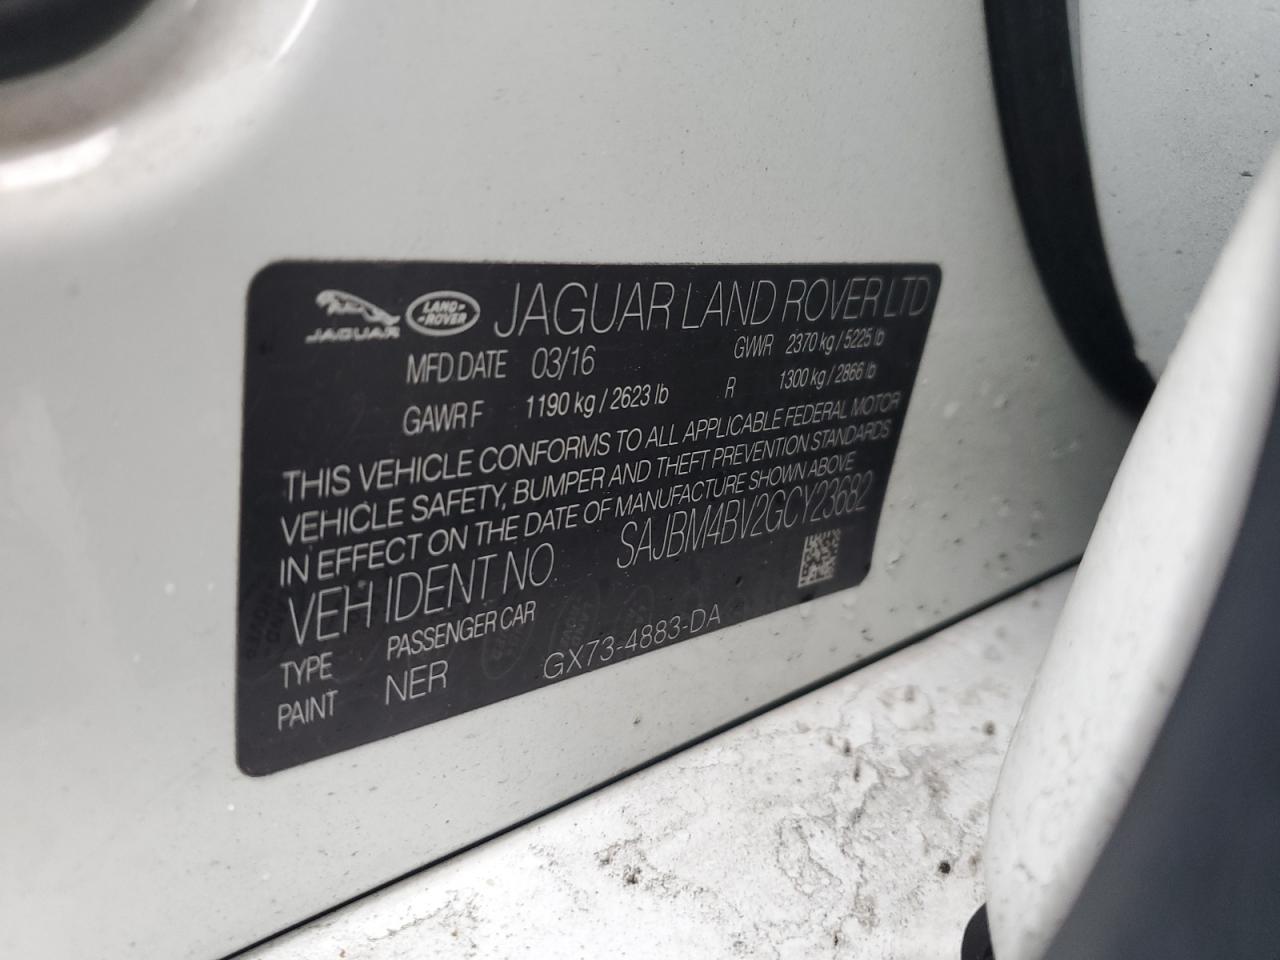 JAGUAR LAND-ROVER JAGUAR LAND ROVER LTD
MFD.DATE 03/16 GVWR 2370 kg / 5225 lb
GAWR F 1190 kg / 2623 lb R 1300 kg / 2866 lb
THIS VEHICLE CONFORMS TO ALL APPLICABLE FEDERAL MOTOR
VEHICLE SAFETY, BUMPER AND THEFT PREVENTION STANDARDS
IN EFFECT ON THE DATE OF MANUFACTURE SHOWN ABOVE
VEH IDENT NO. SAJBM4BV2GCY23682
TYPE PASSENGER CAR
PAINT NER GX73-4883-DA